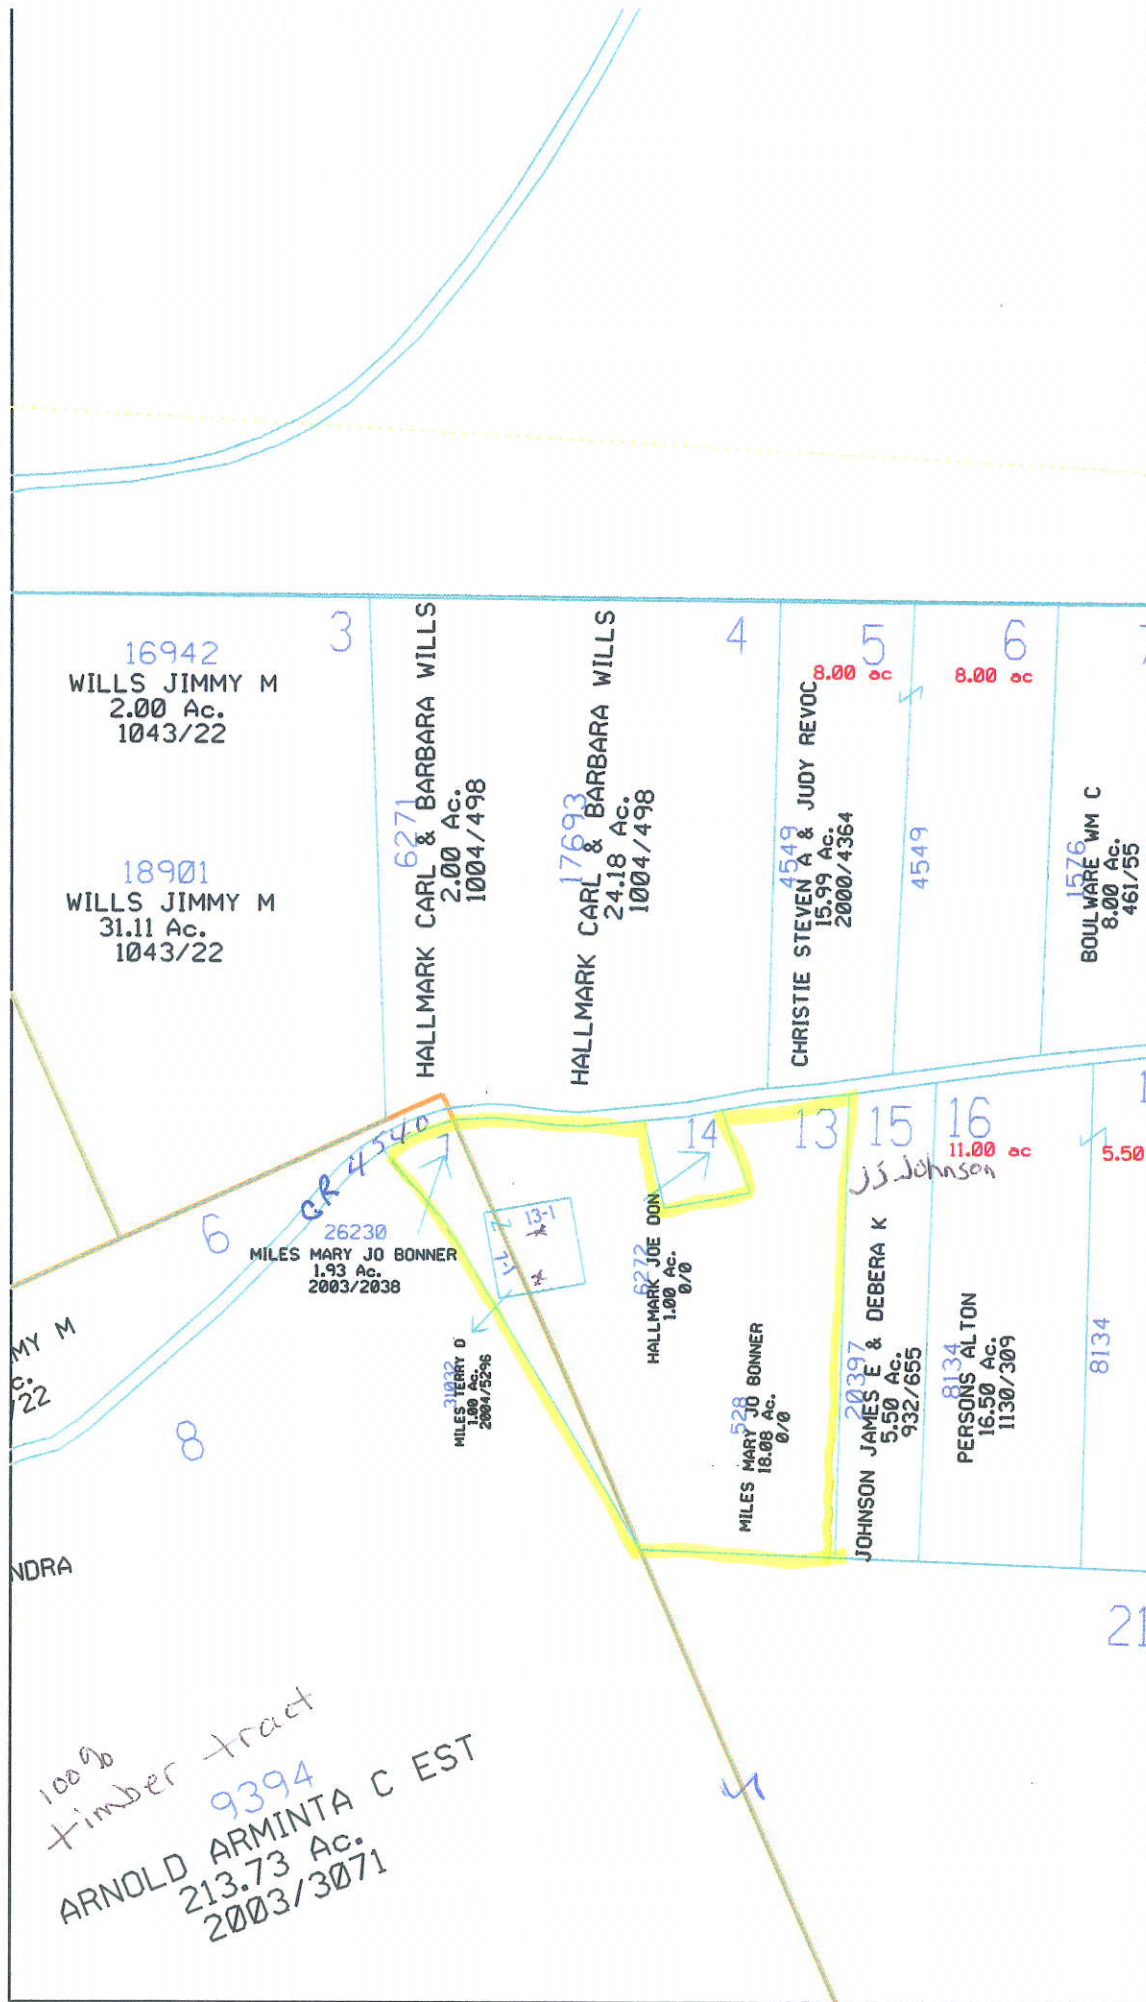 16942
WILLS JIMMY M
2.00 Ac.
1043/22
18901
WILLS JIMMY M
31.11 Ac.
1043/22
3
6271
HALLMARK CARL & BARBARA WILLS
2.00 Ac.
1004/498
17693
HALLMARK CARL & BARBARA WILLS
24.18 Ac.
1004/498
4
5
8.00 ac
4549
CHRISTIE STEVEN A & JUDY REVOC
15.99 Ac.
2000/4364
6
8.00 ac
4549
1576
BOULWARE WM C
8.00 Ac.
461/55
CR 4540
7
14
13
15
16
11.00 ac
5.50
1
JJ Johnson
6
26230
MILES MARY JO BONNER
1.93 Ac.
2003/2038
13-1
7-1
6272
HALLMARK JOE DON
1.00 Ac.
0/0
31032
MILES TERRY D
1.00 Ac.
2004/5296
528
MILES MARY JO BONNER
18.08 Ac.
0/0
20397
JOHNSON JAMES E & DEBERA K
5.50 Ac.
932/655
8134
PERSONS ALTON
16.50 Ac.
1130/309
8134
MY M
C.
/22
8
NDRA
21
100%
timber tract
9394
ARNOLD ARMINTA C EST
213.73 Ac.
2003/3071